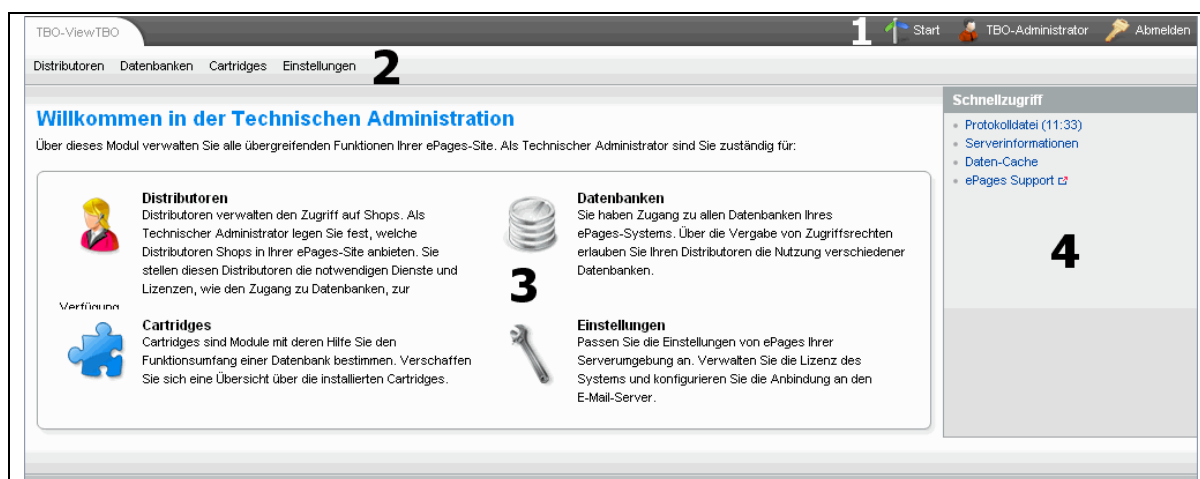 TBO-ViewTBO
1 Start TBO-Administrator Abmelden
Distributoren Datenbanken Cartridges Einstellungen 2
Willkommen in der Technischen Administration
Über dieses Modul verwalten Sie alle übergreifenden Funktionen Ihrer ePages-Site. Als Technischer Administrator sind Sie zuständig für:
Distributoren
Distributoren verwalten den Zugriff auf Shops. Als
Technischer Administrator legen Sie fest, welche
Distributoren Shops in Ihrer ePages-Site anbieten. Sie
stellen diesen Distributoren die notwendigen Dienste und
Lizenzen, wie den Zugang zu Datenbanken, zur
Verfügung
Datenbanken
Sie haben Zugang zu allen Datenbanken Ihres
ePages-Systems. Über die Vergabe von Zugriffsrechten
erlauben Sie Ihren Distributoren die Nutzung verschiedener
Datenbanken.
3
Cartridges
Cartridges sind Module mit deren Hilfe Sie den
Funktionsumfang einer Datenbank bestimmen. Verschaffen
Sie sich eine Übersicht über die installierten Cartridges.
Einstellungen
Passen Sie die Einstellungen von ePages Ihrer
Serverumgebung an. Verwalten Sie die Lizenz des
Systems und konfigurieren Sie die Anbindung an den
E-Mail-Server.
Schnellzugriff
Protokolldatei (11:33)
Serverinformationen
Daten-Cache
ePages Support
4